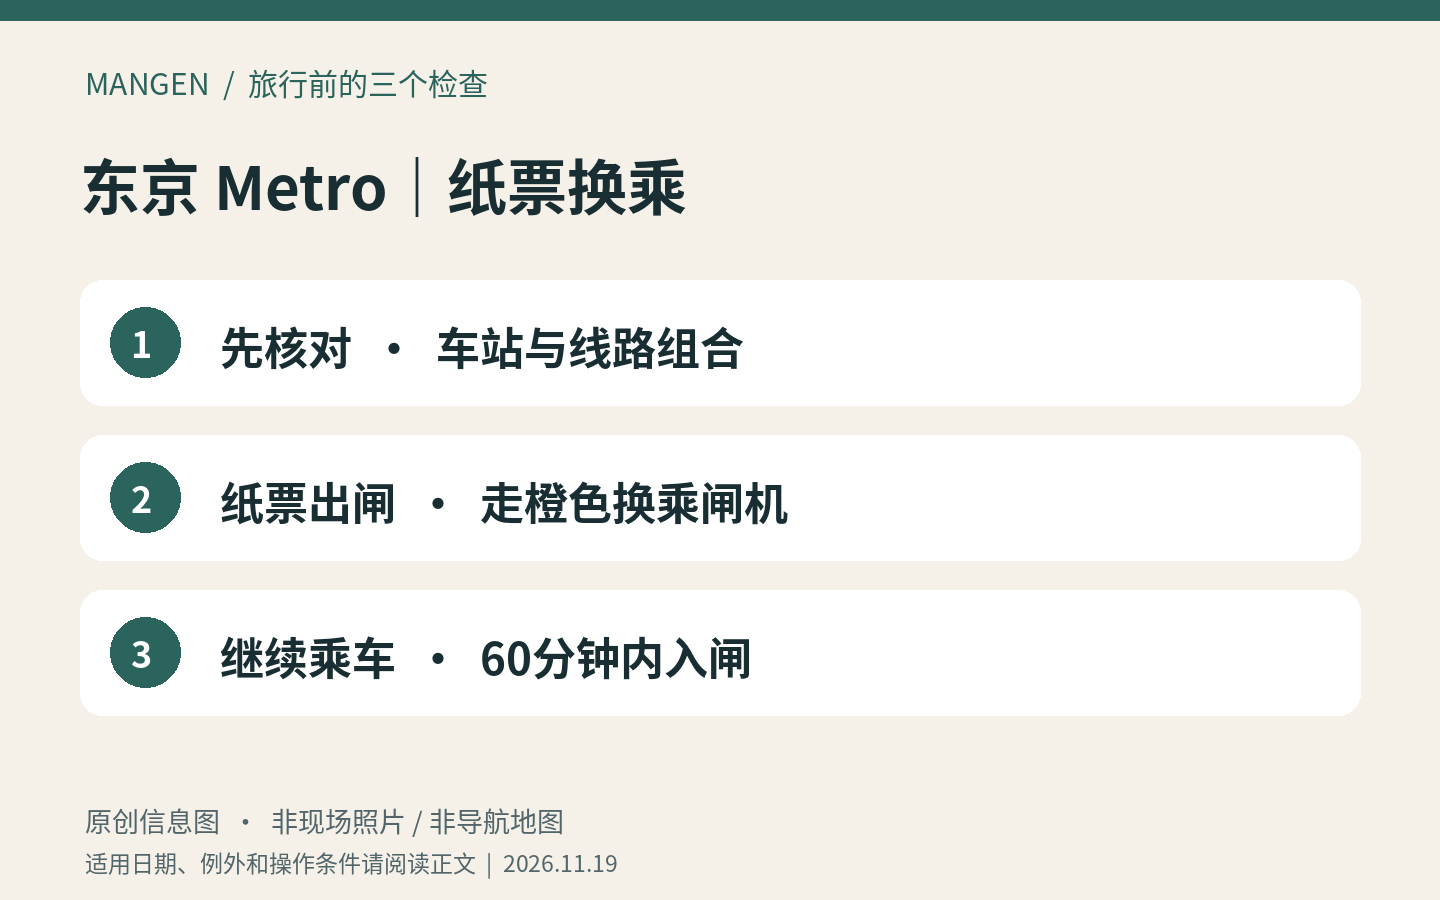 MANGEN / 旅行前的三个检查
东京 Metro｜纸票换乘
1 先核对 · 车站与线路组合
2 纸票出闸 · 走橙色换乘闸机
3 继续乘车 · 60分钟内入闸
原创信息图 · 非现场照片 / 非导航地图
适用日期、例外和操作条件请阅读正文 | 2026.11.19